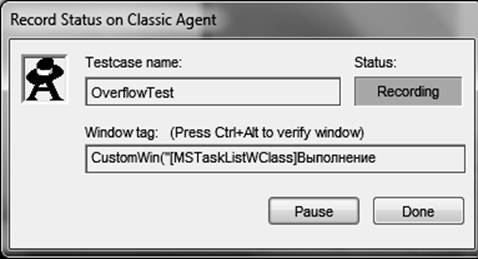 Record Status on Classic Agent
Testcase name: Status:
OverflowTest Recording
Window tag: (Press Ctrl+Alt to verify window)
CustomWin("[MSTaskListWClass]Выполнение
Pause Done